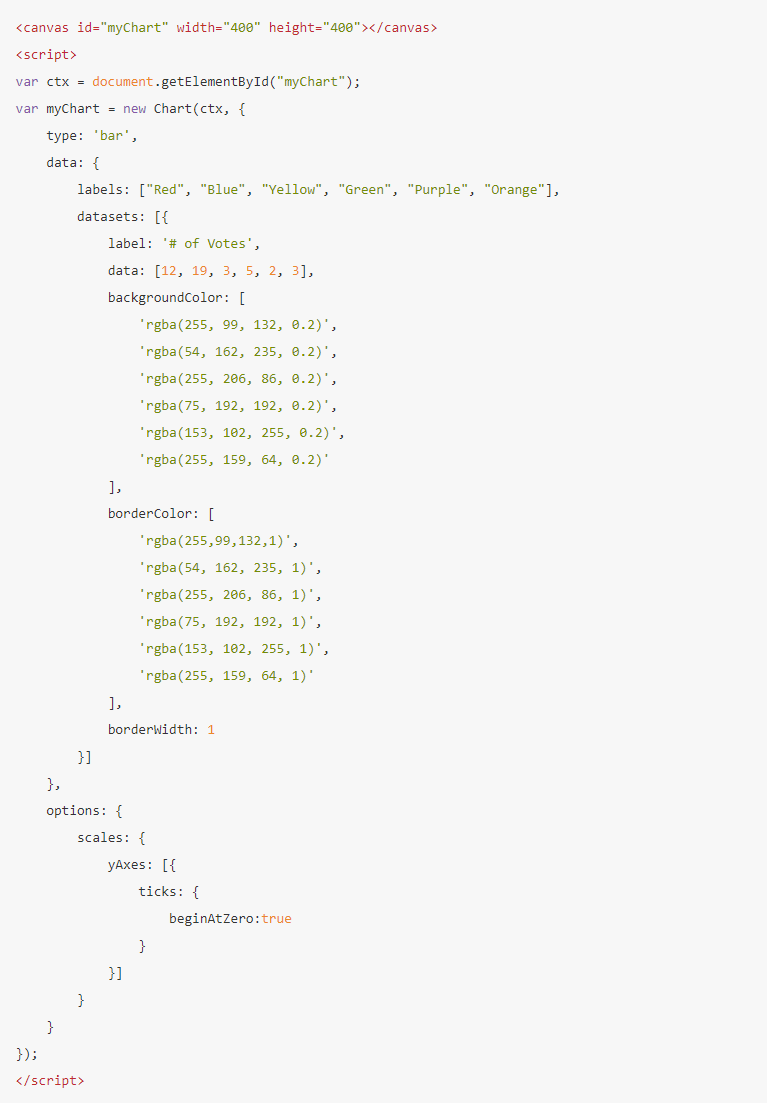 <canvas id="myChart" width="400" height="400"></canvas>
<script>
var ctx = document.getElementById("myChart");
var myChart = new Chart(ctx, {
    type: 'bar',
    data: {
        labels: ["Red", "Blue", "Yellow", "Green", "Purple", "Orange"],
        datasets: [{
            label: '# of Votes',
            data: [12, 19, 3, 5, 2, 3],
            backgroundColor: [
                'rgba(255, 99, 132, 0.2)',
                'rgba(54, 162, 235, 0.2)',
                'rgba(255, 206, 86, 0.2)',
                'rgba(75, 192, 192, 0.2)',
                'rgba(153, 102, 255, 0.2)',
                'rgba(255, 159, 64, 0.2)'
            ],
            borderColor: [
                'rgba(255,99,132,1)',
                'rgba(54, 162, 235, 1)',
                'rgba(255, 206, 86, 1)',
                'rgba(75, 192, 192, 1)',
                'rgba(153, 102, 255, 1)',
                'rgba(255, 159, 64, 1)'
            ],
            borderWidth: 1
        }]
    },
    options: {
        scales: {
            yAxes: [{
                ticks: {
                    beginAtZero:true
                }
            }]
        }
    }
});
</script>